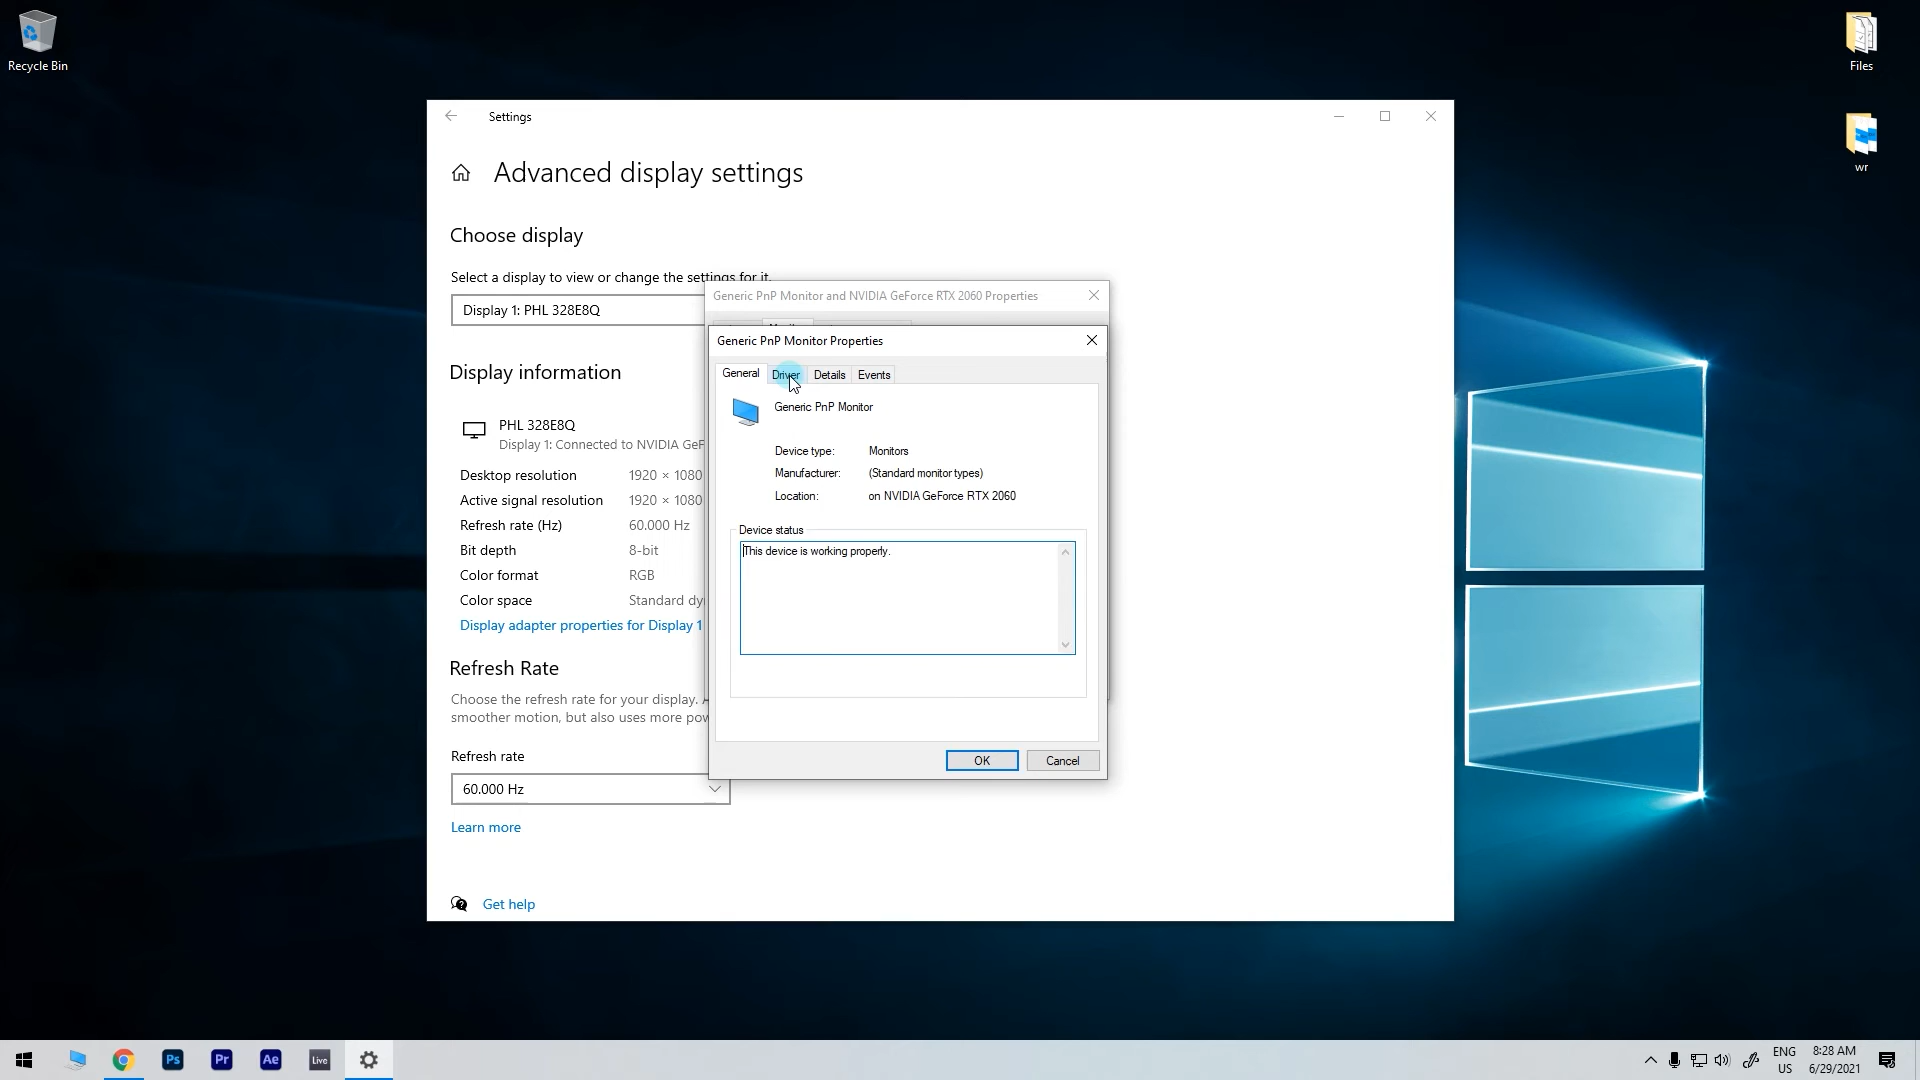 Recycle Bin
Files
wr
Settings
Advanced display settings
Choose display
Select a display to view or change the settings for it.
Display 1: PHL 328E8Q
Display information
PHL 328E8Q
Display 1: Connected to NVIDIA GeF
Desktop resolution 1920 × 1080
Active signal resolution 1920 × 1080
Refresh rate (Hz) 60.000 Hz
Bit depth 8-bit
Color format RGB
Color space Standard dy
Display adapter properties for Display 1
Refresh Rate
Choose the refresh rate for your display.
smoother motion, but also uses more pow
Refresh rate
60.000 Hz
Learn more
Get help
Generic PnP Monitor and NVIDIA GeForce RTX 2060 Properties
Generic PnP Monitor Properties
General Driver Details Events
Generic PnP Monitor
Device type: Monitors
Manufacturer: (Standard monitor types)
Location: on NVIDIA GeForce RTX 2060
Device status
This device is working properly.
OK Cancel
Ps Pr Ae Live
ENG
US
8:28 AM
6/29/2021